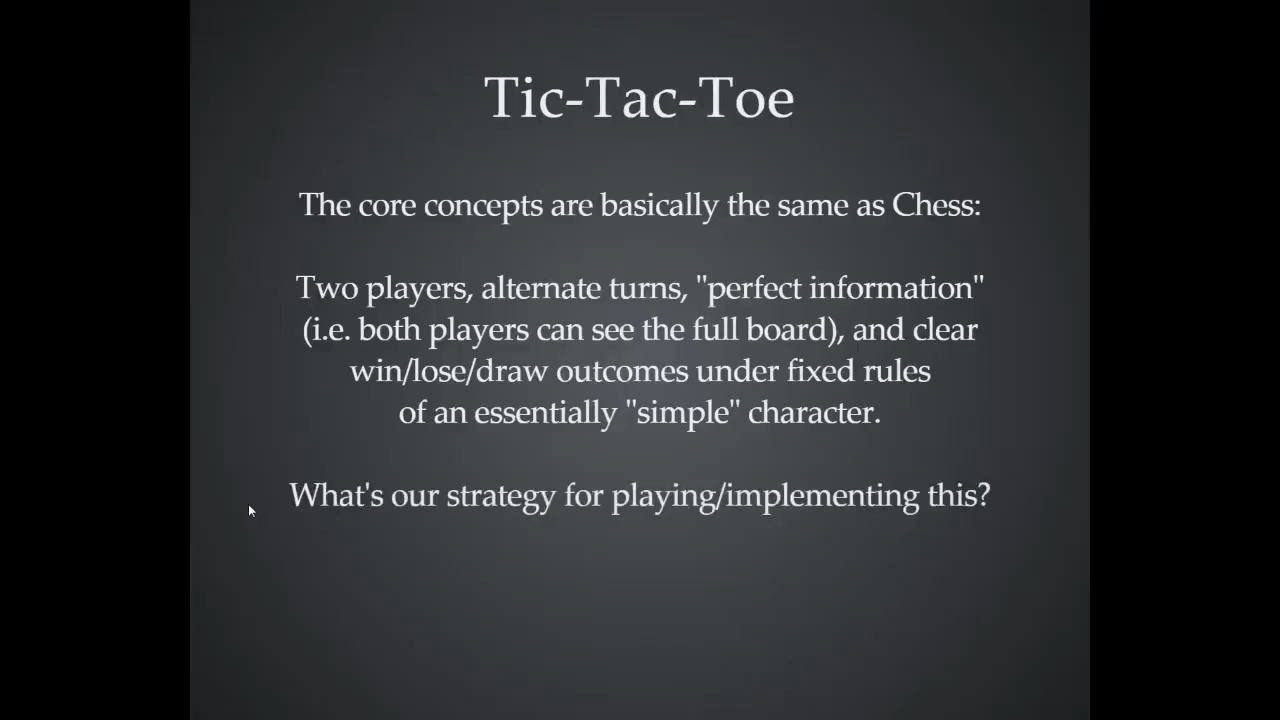 Tic-Tac-Toe
The core concepts are basically the same as Chess:
Two players, alternate turns, "perfect information"
(i.e. both players can see the full board), and clear
win/lose/draw outcomes under fixed rules
of an essentially "simple" character.
What's our strategy for playing/implementing this?